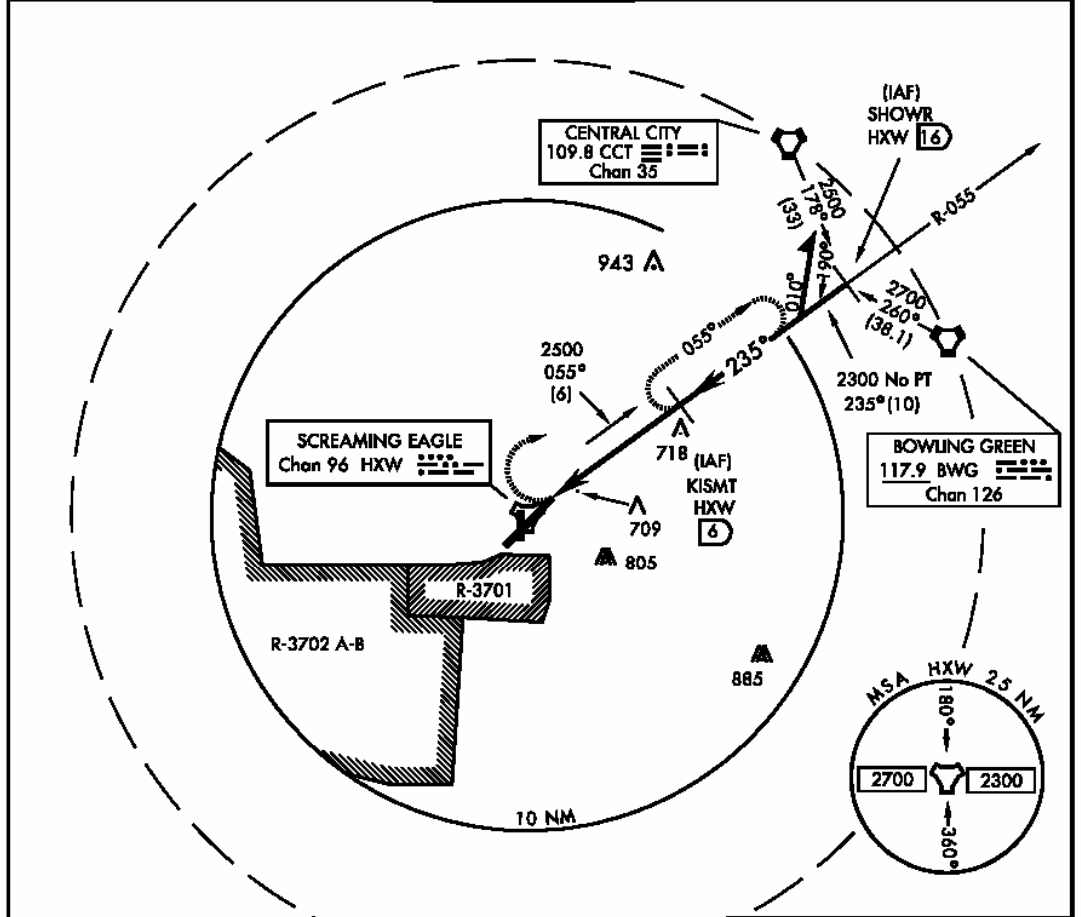 (IAF)
SHOWR
HXW 16
CENTRAL CITY
109.8 CCT
Chan 35
2500
178°
(33)
R-055
943
010°
190°
2700
260°
(38.1)
055°
235°
2500
055°
(6)
2300 No PT
235° (10)
SCREAMING EAGLE
Chan 96 HXW
718
(IAF)
KISMT
HXW
6
BOWLING GREEN
117.9 BWG
Chan 126
709
805
R-3701
R-3702 A-B
885
MSA HXW 25 NM
180°
2700
2300
360°
10 NM